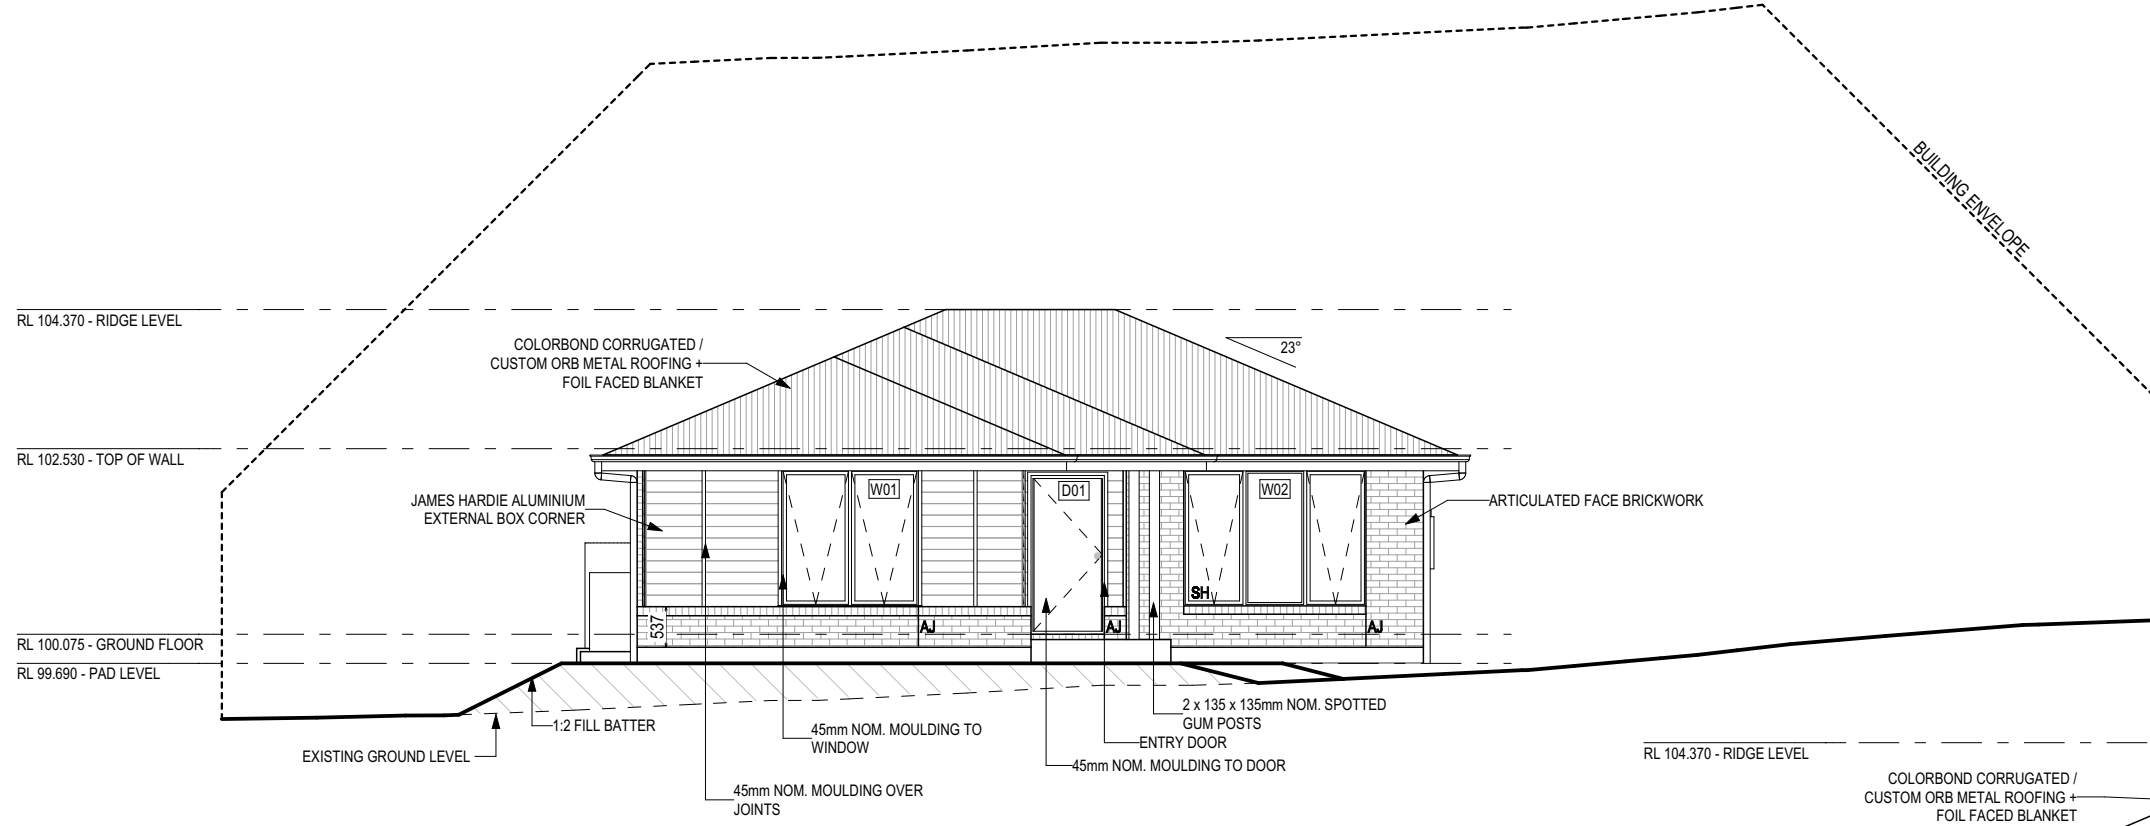 BUILDING ENVELOPE
RL 104.370 - RIDGE LEVEL
COLORBOND CORRUGATED /
CUSTOM ORB METAL ROOFING +
FOIL FACED BLANKET
23°
RL 102.530 - TOP OF WALL
JAMES HARDIE ALUMINIUM
EXTERNAL BOX CORNER
W01
D01
W02
ARTICULATED FACE BRICKWORK
SH
537
AJ
AJ
AJ
RL 100.075 - GROUND FLOOR
RL 99.690 - PAD LEVEL
1:2 FILL BATTER
EXISTING GROUND LEVEL
45mm NOM. MOULDING TO
WINDOW
2 x 135 x 135mm NOM. SPOTTED
GUM POSTS
ENTRY DOOR
45mm NOM. MOULDING TO DOOR
45mm NOM. MOULDING OVER
JOINTS
RL 104.370 - RIDGE LEVEL
COLORBOND CORRUGATED /
CUSTOM ORB METAL ROOFING +
FOIL FACED BLANKET